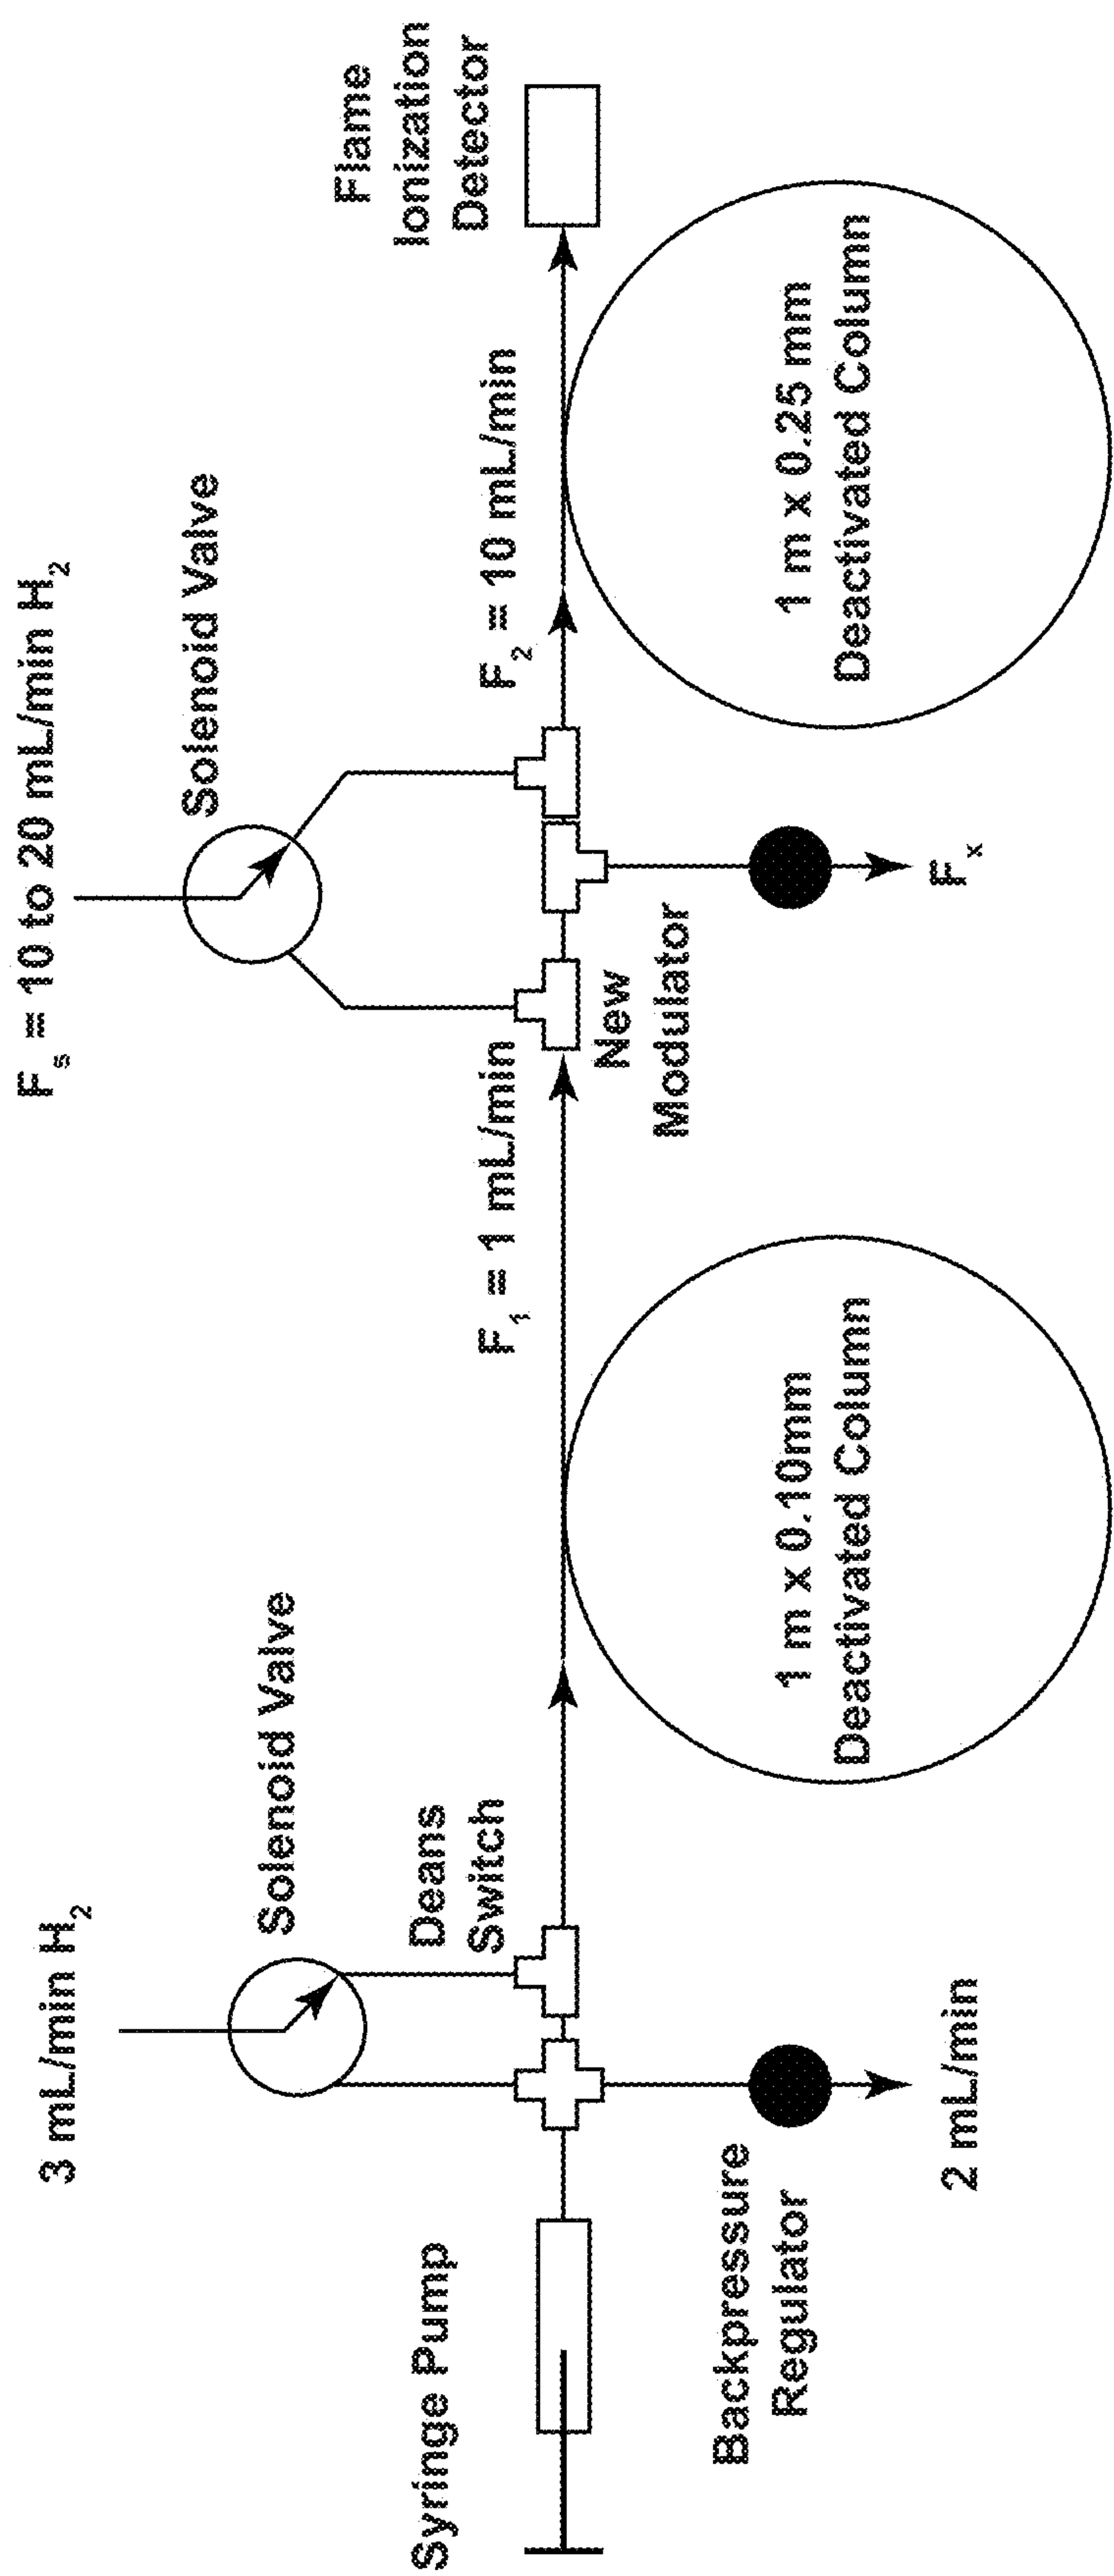 Syringe Pump
3 mL/min H₂
Solenoid Valve
Deans
Switch
Backpressure
Regulator
2 mL/min
1 m x 0.10mm
Deactivated Column
F₁ = 1 mL/min
Fₛ = 10 to 20 mL/min H₂
Solenoid Valve
New
Modulator
Fₓ
F₂ = 10 mL/min
1 m x 0.25 mm
Deactivated Column
Flame
Ionization
Detector